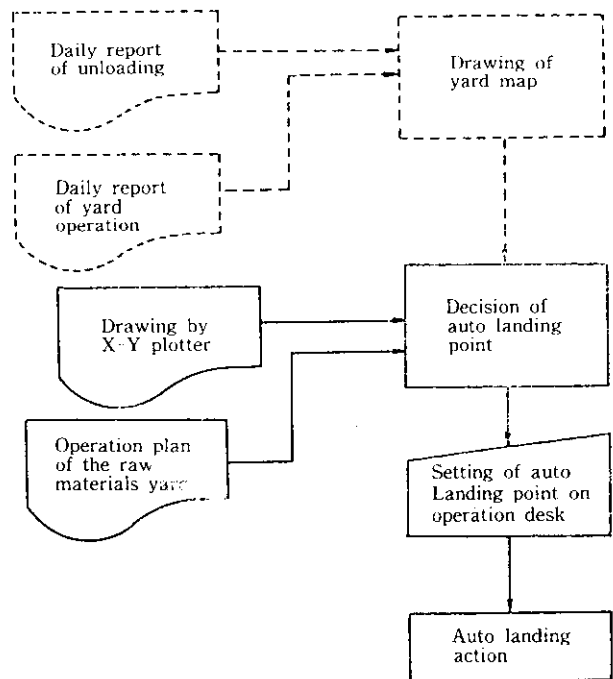 Daily report
of unloading
Drawing of
yard map
Daily report
of yard
operation
Drawing by
X-Y plotter
Decision of
auto landing
point
Operation plan
of the raw
materials yard
Setting of auto
Landing point on
operation desk
Auto landing
action